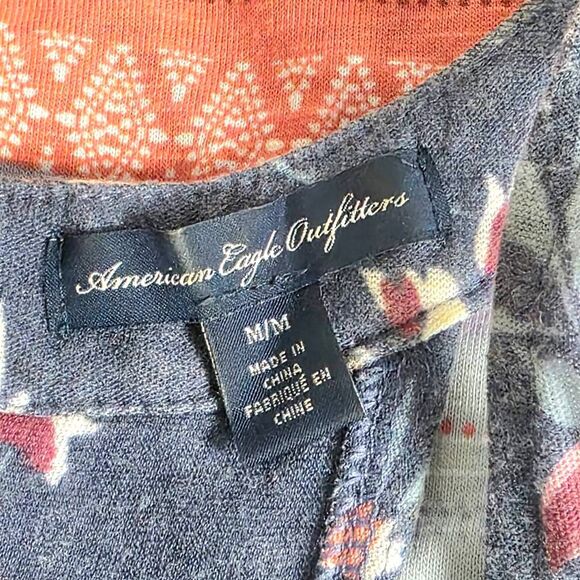 American Eagle Outfitters
M/M
MADE IN
CHINA
FABRIQUÉ EN
CHINE